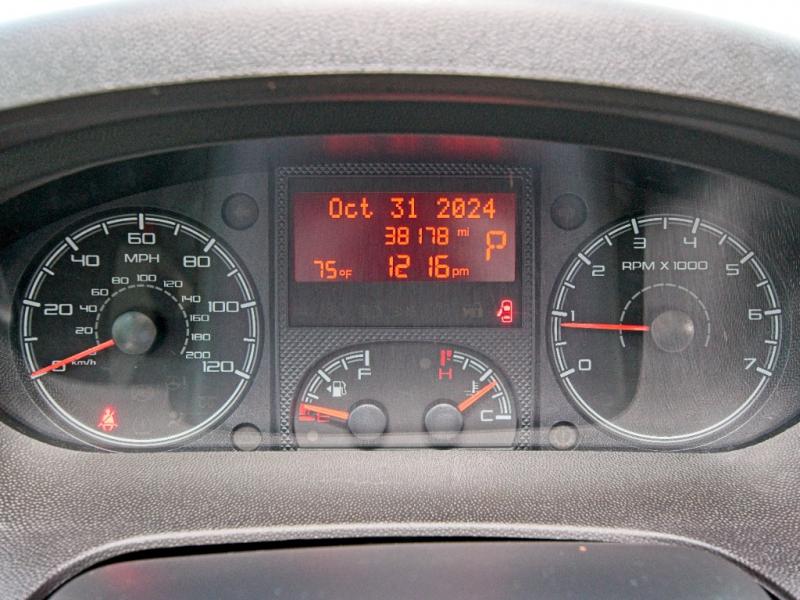 Oct 31 2024
38178 mi
P
75°F 12:16 pm
MPH
0 20 40 60 80 100 120
km/h
20 40 60 80 100 120 140 160 180 200
RPM X 1000
0 1 2 3 4 5 6 7
E F
H C